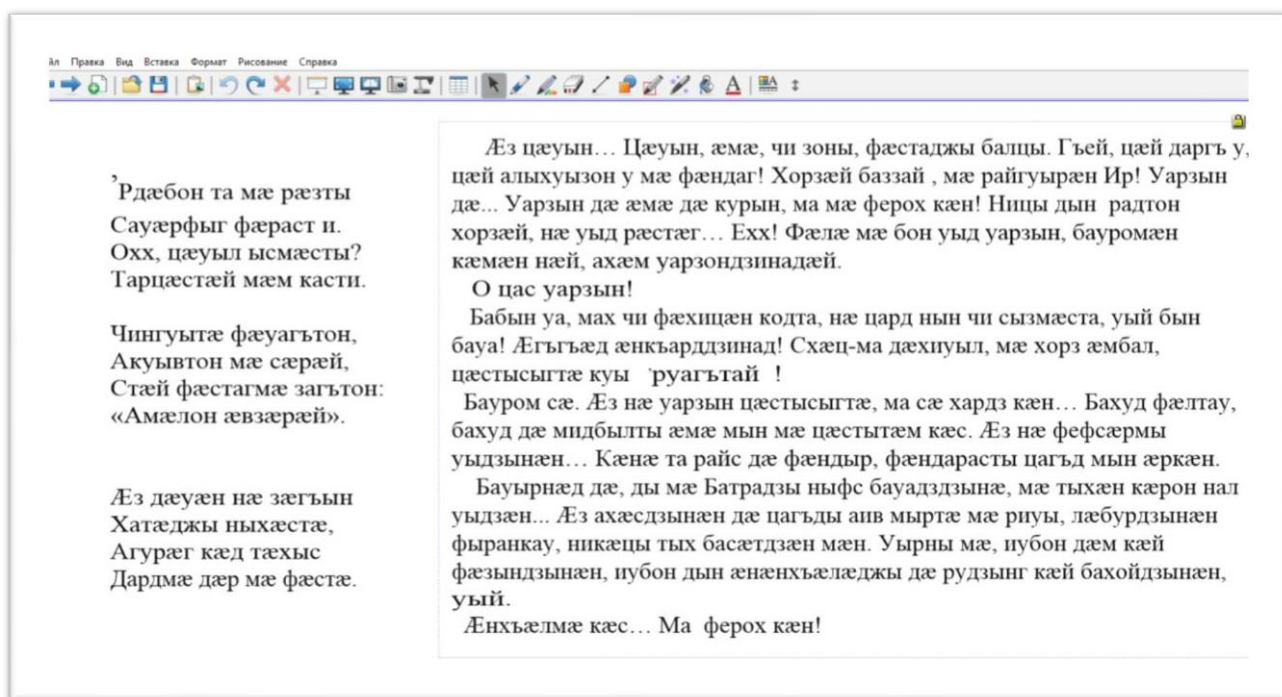 йл Правка Вид Вставка Формат Рисование Справка
’Рдæбон та мæ рæзты
Сауæрфыг фæраст и.
Охх, цæуыл ысмæсты?
Тарцæстæй мæм касти.
Чингуытæ фæуагътон,
Акуывтон мæ сæрæй,
Стæй фæстагмæ загътон:
«Амæлон æвзæрæй».
Æз дæуæн нæ зæгъын
Хатæджы ныхæстæ,
Агурæг кæд тæхыс
Дардмæ дæр мæ фæстæ.
Æз цæуын… Цæуын, æмæ, чи зоны, фæстаджы балцы. Гъей, цæй даргъ у,
цæй алыхуызон у мæ фæндаг! Хорзæй баззай , мæ райгуырæн Ир! Уарзын
дæ... Уарзын дæ æмæ дæ курын, ма мæ ферох кæн! Ницы дын радтон
хорзæй, нæ уыд рæстæг… Ехх! Фæлæ мæ бон уыд уарзын, бауромæн
кæмæн нæй, ахæм уарзондзинадæй.
О цас уарзын!
Бабын уа, мах чи фæхицæн кодта, нæ цард нын чи сызмæста, уый бын
бауа! Æгъгъæд æнкъарддзинад! Схæц-ма дæхиуыл, мæ хорз æмбал,
цæстысыгтæ куы ’руагътай !
Бауром сæ. Æз нæ уарзын цæстысыгтæ, ма сæ хардз кæн… Бахуд фæлтау,
бахуд дæ мидбылты æмæ мын мæ цæстытæм кæс. Æз нæ фефсæрмы
уыдзынæн… Кæнæ та райс дæ фæндыр, фæндарасты цагъд мын æркæн.
Бауырнæд дæ, ды мæ Батрадзы ныфс бауадздзынæ, мæ тыхæн кæрон нал
уыдзæн... Æз ахæсдзынæн дæ цагъды аив мыртæ мæ риуы, лæбурдзынæн
фыранкау, никæцы тых басæтдзæн мæн. Уырны мæ, иубон дæм кæй
фæзындзынæн, иубон дын æнæнхъæлæджы дæ рудзынг кæй бахойдзынæн,
уый.
Æнхъæлмæ кæс… Ма ферох кæн!